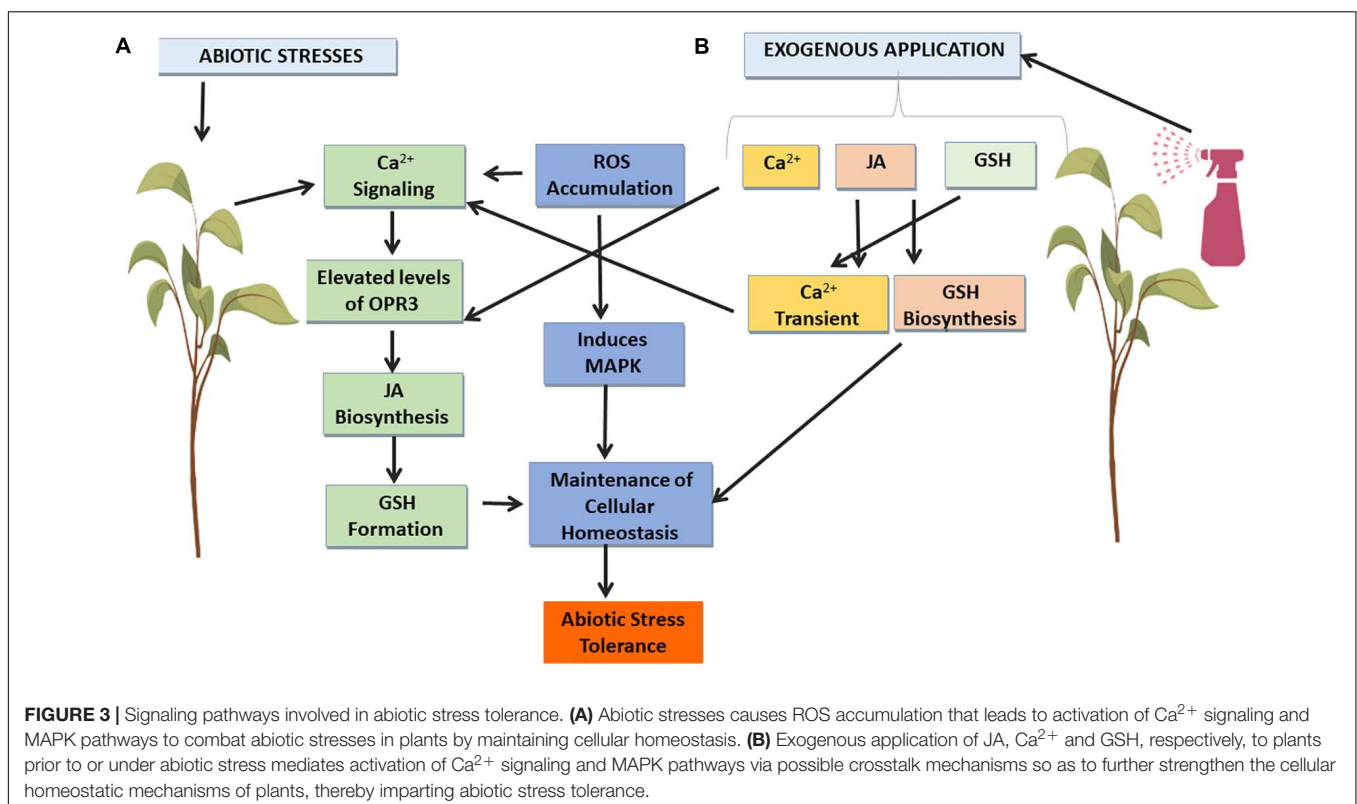 A
ABIOTIC STRESSES
Ca²⁺
Signaling
ROS
Accumulation
Elevated levels
of OPR3
Induces
MAPK
JA
Biosynthesis
GSH
Formation
Maintenance of
Cellular
Homeostasis
Abiotic Stress
Tolerance
B
EXOGENOUS APPLICATION
Ca²⁺
JA
GSH
Ca²⁺
Transient
GSH
Biosynthesis
FIGURE 3 | Signaling pathways involved in abiotic stress tolerance. (A) Abiotic stresses causes ROS accumulation that leads to activation of Ca²⁺ signaling and
MAPK pathways to combat abiotic stresses in plants by maintaining cellular homeostasis. (B) Exogenous application of JA, Ca²⁺ and GSH, respectively, to plants
prior to or under abiotic stress mediates activation of Ca²⁺ signaling and MAPK pathways via possible crosstalk mechanisms so as to further strengthen the cellular
homeostatic mechanisms of plants, thereby imparting abiotic stress tolerance.